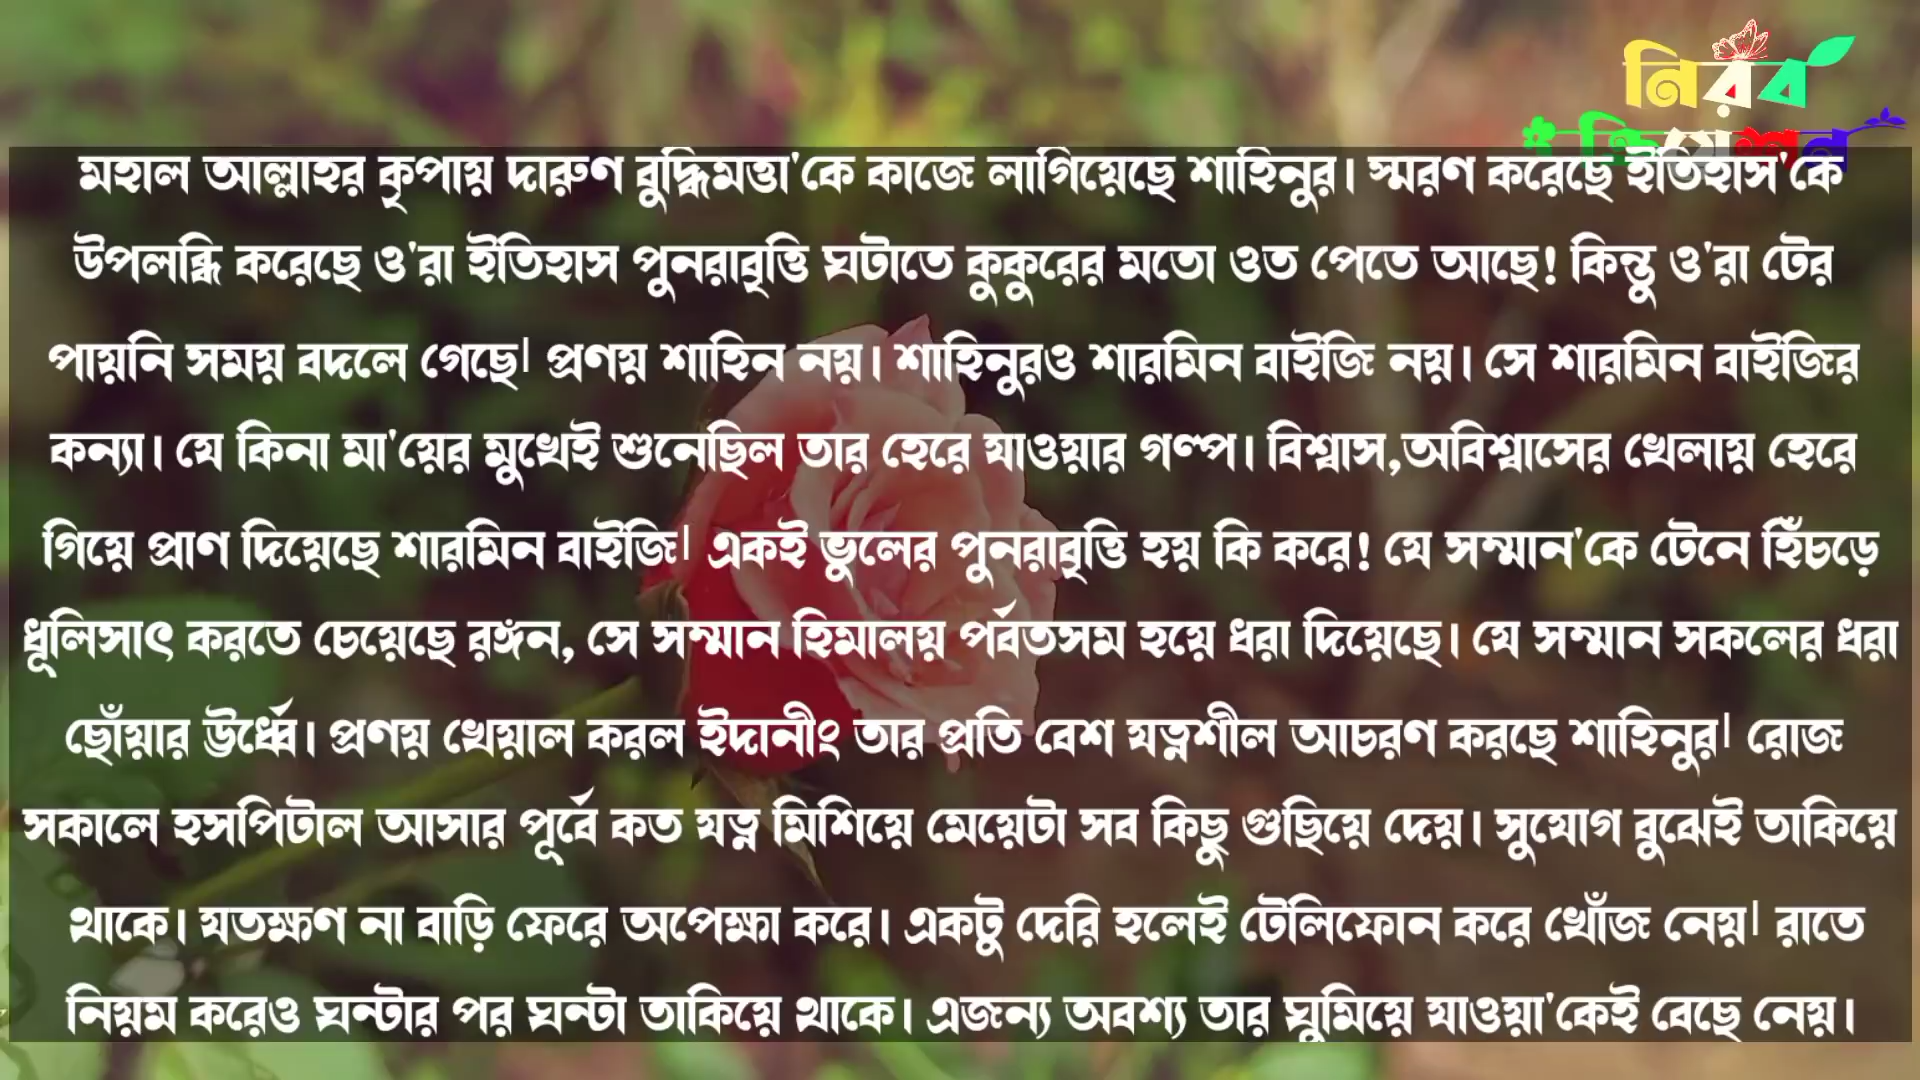 নিরব
মহাল আল্লাহর কৃপায় দারুণ বুদ্ধিমত্তা'কে কাজে লাগিয়েছে শাহিনুর। স্মরণ করেছে ইতিহাস'কে
উপলব্ধি করেছে ও'রা ইতিহাস পুনরাবৃত্তি ঘটাতে কুকুরের মতো ওত পেতে আছে! কিন্তু ও'রা টের
পায়নি সময় বদলে গেছে। প্রণয় শাহিন নয়। শাহিনুরও শারমিন বাইজি নয়। সে শারমিন বাইজির
কন্যা। যে কিনা মা'য়ের মুখেই শুনেছিল তার হেরে যাওয়ার গল্প। বিশ্বাস,অবিশ্বাসের খেলায় হেরে
গিয়ে প্রাণ দিয়েছে শারমিন বাইজি। একই ভুলের পুনরাবৃত্তি হয় কি করে! যে সম্মান'কে টেনে হিঁচড়ে
ধূলিসাৎ করতে চেয়েছে রঙ্গন, সে সম্মান হিমালয় পর্বতসম হয়ে ধরা দিয়েছে। যে সম্মান সকলের ধরা
ছোঁয়ার উর্ধ্বে। প্রণয় খেয়াল করল ইদানীং তার প্রতি বেশ যত্নশীল আচরণ করছে শাহিনুর। রোজ
সকালে হসপিটাল আসার পূর্বে কত যত্ন মিশিয়ে মেয়েটা সব কিছু গুছিয়ে দেয়। সুযোগ বুঝেই তাকিয়ে
থাকে। যতক্ষণ না বাড়ি ফেরে অপেক্ষা করে। একটু দেরি হলেই টেলিফোন করে খোঁজ নেয়। রাতে
নিয়ম করেও ঘন্টার পর ঘন্টা তাকিয়ে থাকে। এজন্য অবশ্য তার ঘুমিয়ে যাওয়া'কেই বেছে নেয়।